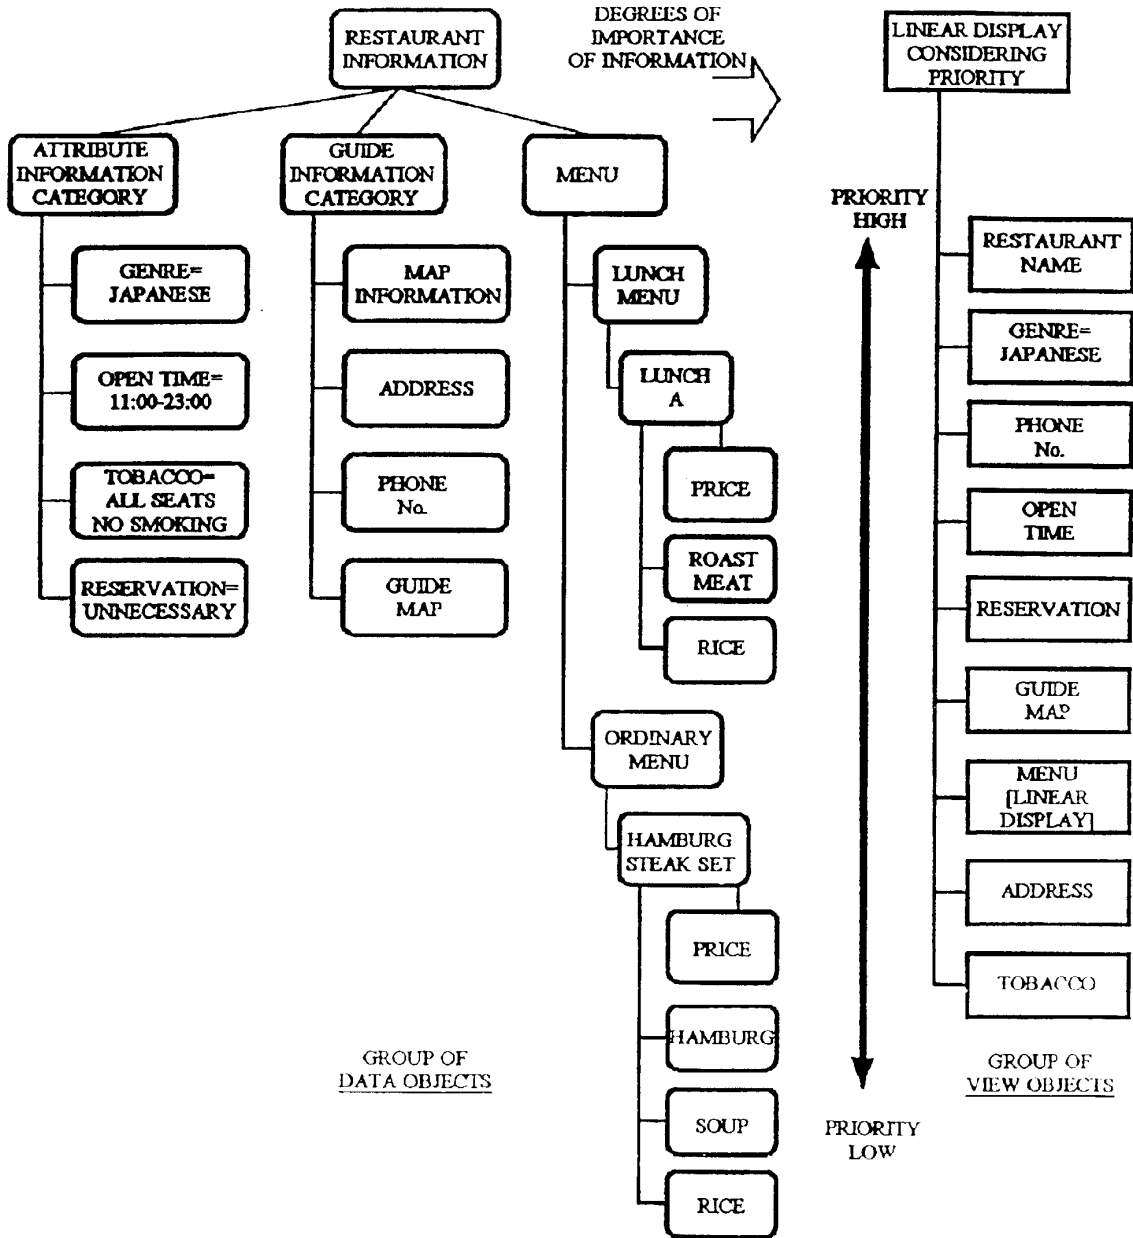 RESTAURANT
INFORMATION
DEGREES OF
IMPORTANCE
OF INFORMATION
LINEAR DISPLAY
CONSIDERING
PRIORITY
ATTRIBUTE
INFORMATION
CATEGORY
GENRE=
JAPANESE
OPEN TIME=
11:00-23:00
TOBACCO=
ALL SEATS
NO SMOKING
RESERVATION=
UNNECESSARY
GUIDE
INFORMATION
CATEGORY
MAP
INFORMATION
ADDRESS
PHONE
No.
GUIDE
MAP
MENU
LUNCH
MENU
LUNCH
A
PRICE
ROAST
MEAT
RICE
ORDINARY
MENU
HAMBURG
STEAK SET
PRICE
HAMBURG
SOUP
RICE
GROUP OF
DATA OBJECTS
PRIORITY
HIGH
PRIORITY
LOW
RESTAURANT
NAME
GENRE=
JAPANESE
PHONE
No.
OPEN
TIME
RESERVATION
GUIDE
MAP
MENU
[LINEAR
DISPLAY]
ADDRESS
TOBACCO
GROUP OF
VIEW OBJECTS